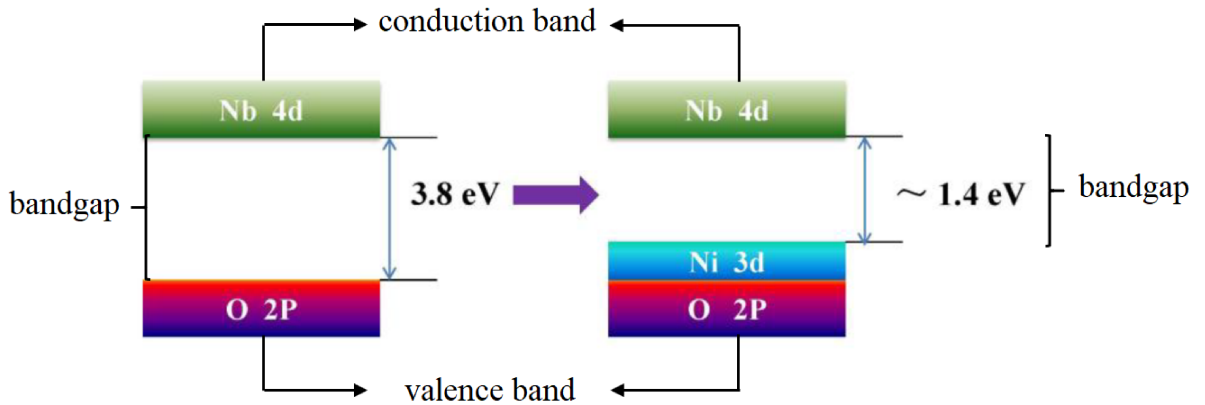 conduction band
Nb 4d
Nb 4d
bandgap
3.8 eV
～ 1.4 eV
bandgap
Ni 3d
O 2P
O 2P
valence band